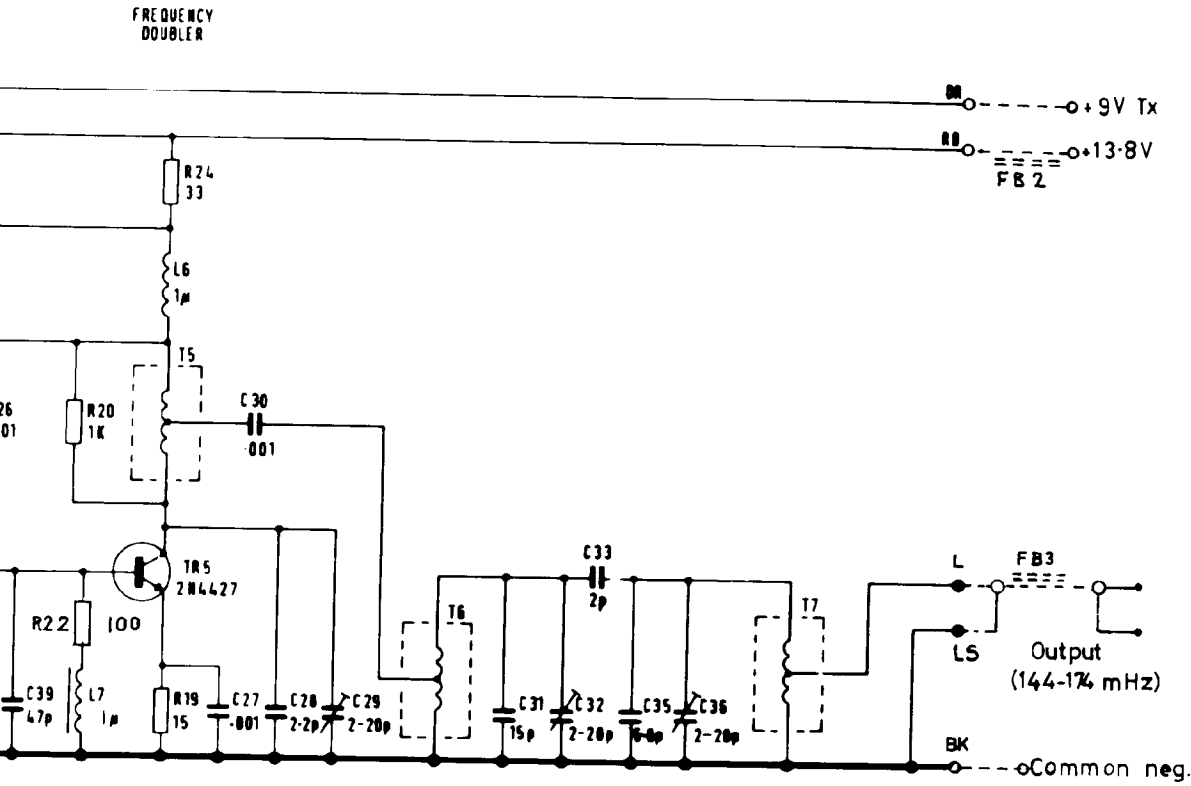 FREQUENCY
DOUBLER
+9V Tx
+13.8V
FB2
R24
33
L6
1µ
T5
C30
.001
26
01
R20
1K
TR5
2N4427
C33
2p
L
FB3
R22 100
T6
T7
LS
Output
(144-174 mHz)
C39
47p
L7
1µ
R19
15
C27
.001
C28
2-2p
C29
2-20p
C31
15p
C32
2-20p
C35
C36
2-20p
BK
Common neg.